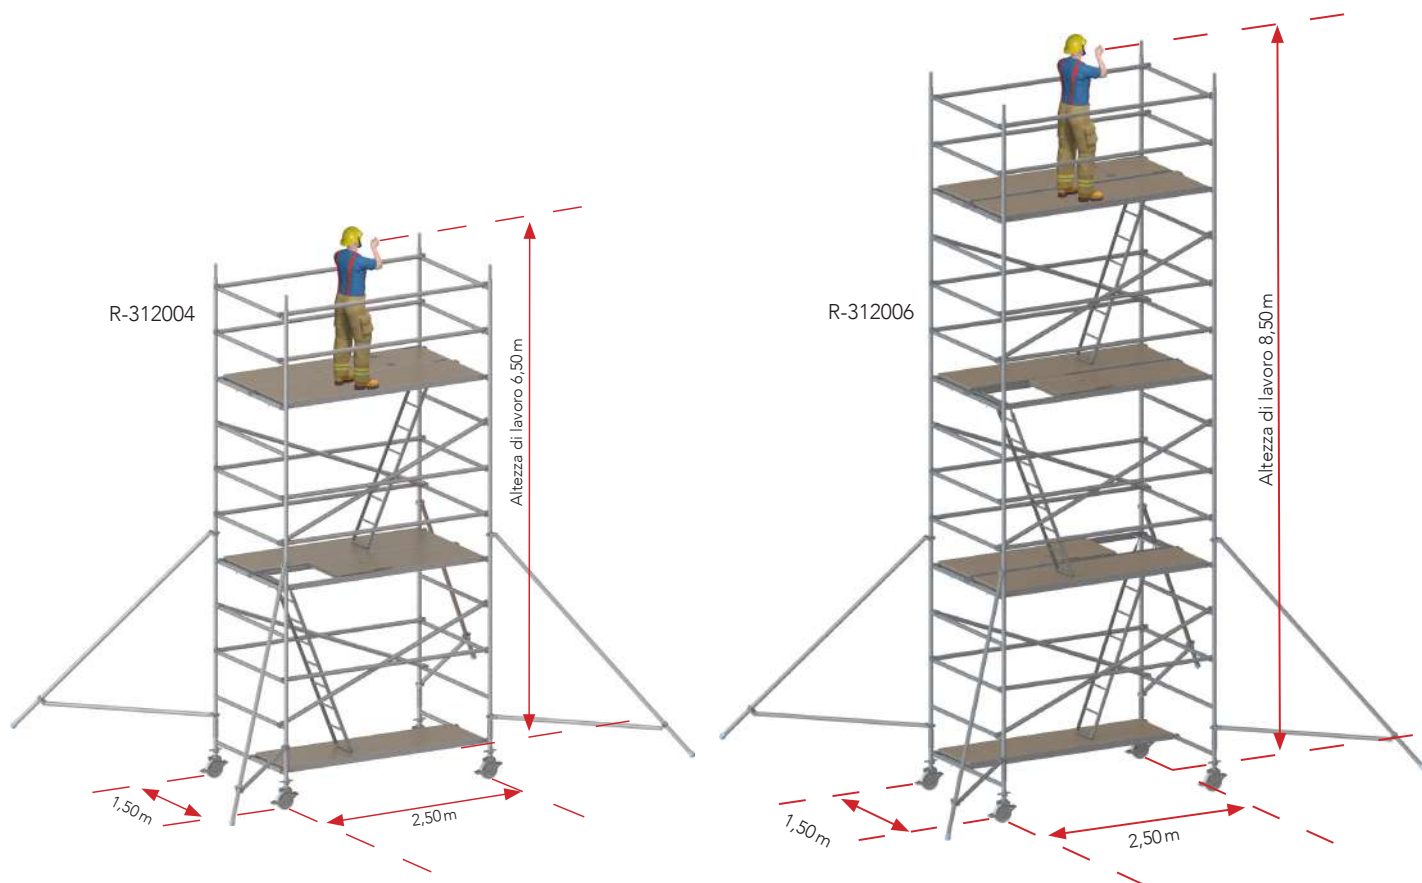 R-312004
Altezza di lavoro 6,50 m
1,50 m
2,50 m
R-312006
Altezza di lavoro 8,50 m
1,50 m
2,50 m